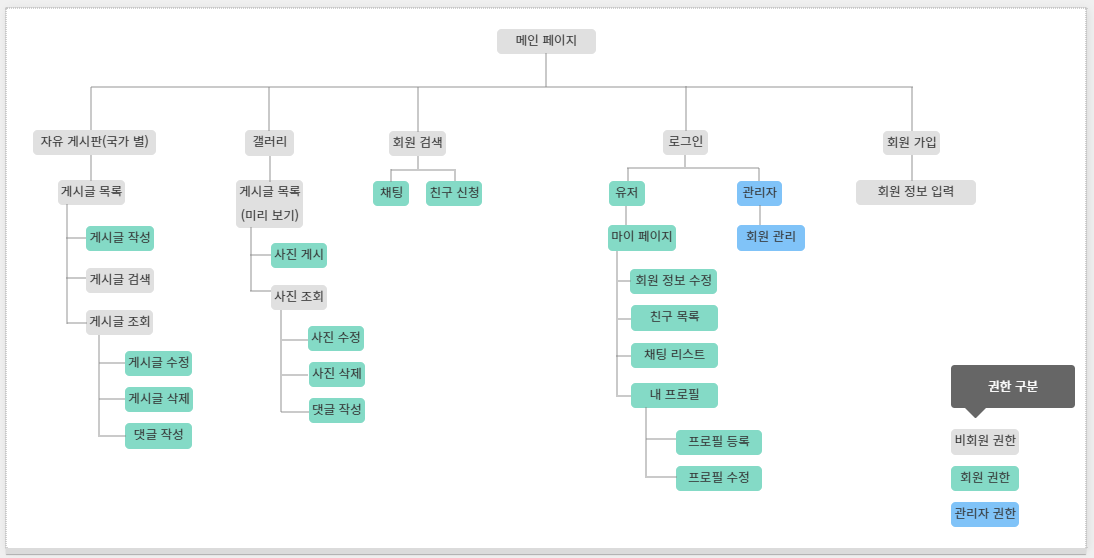 메인 페이지
자유 게시판(국가 별)
게시글 목록
게시글 작성
게시글 검색
게시글 조회
게시글 수정
게시글 삭제
댓글 작성
갤러리
게시글 목록
(미리 보기)
사진 게시
사진 조회
사진 수정
사진 삭제
댓글 작성
회원 검색
채팅
친구 신청
로그인
유저
마이 페이지
회원 정보 수정
친구 목록
채팅 리스트
내 프로필
프로필 등록
프로필 수정
관리자
회원 관리
회원 가입
회원 정보 입력
권한 구분
비회원 권한
회원 권한
관리자 권한